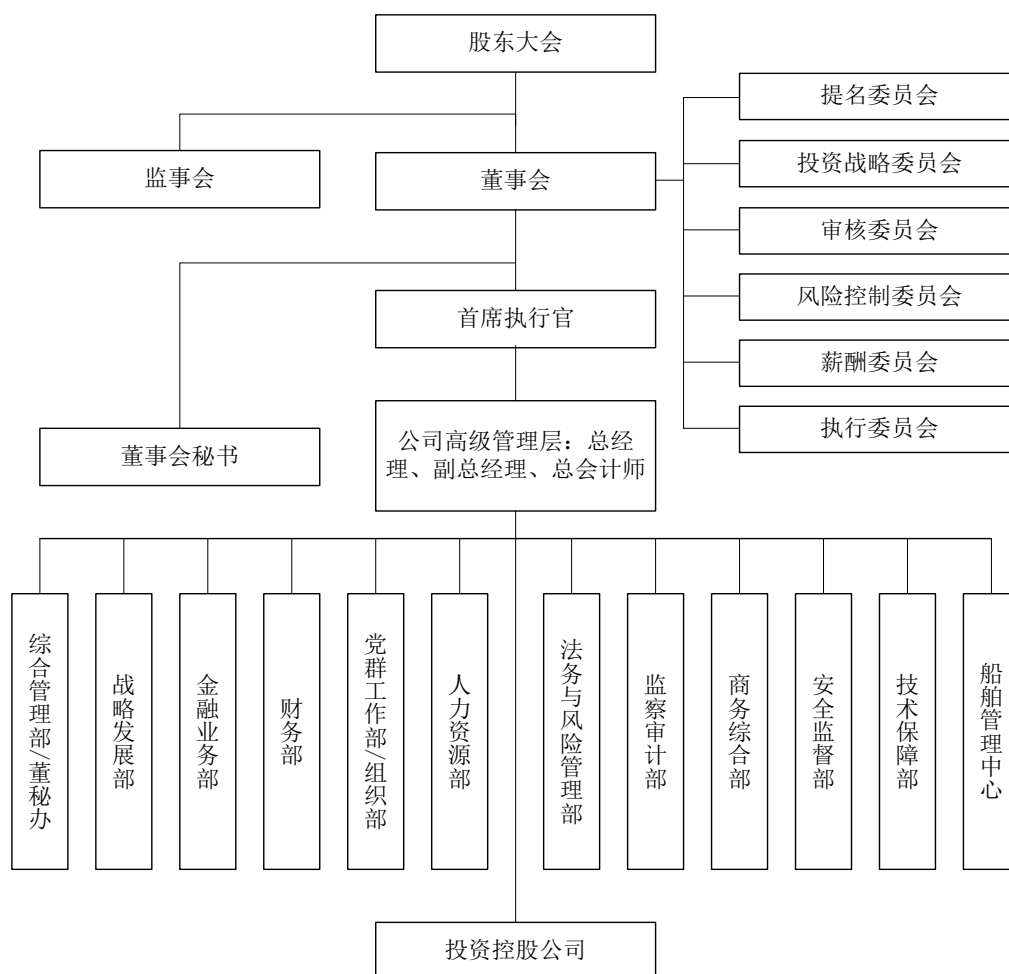 股东大会
提名委员会
监事会
董事会
投资战略委员会
审核委员会
首席执行官
风险控制委员会
薪酬委员会
董事会秘书
公司高级管理层：总经
理、副总经理、总会计师
执行委员会
综合管理部/董秘办
战略发展部
金融业务部
财务部
党群工作部/组织部
人力资源部
法务与风险管理部
监察审计部
商务综合部
安全监督部
技术保障部
船舶管理中心
投资控股公司